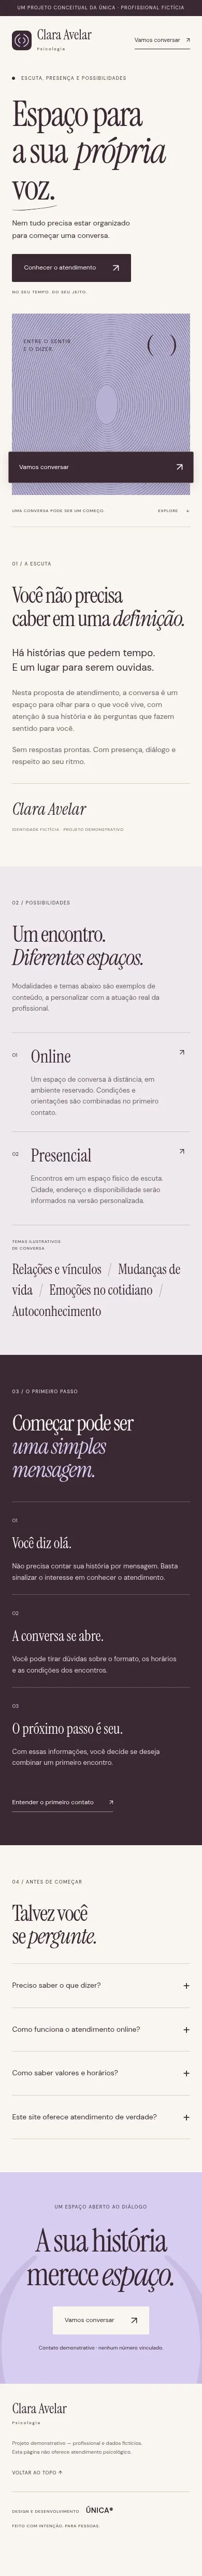 UM PROJETO CONCEITUAL DA ÚNICA · PROFISSIONAL FICTÍCIA
Clara Avelar
Psicologia
Vamos conversar ↗
ESCUTA, PRESENÇA E POSSIBILIDADES
Espaço para
a sua própria
voz.
Nem tudo precisa estar organizado
para começar uma conversa.
Conhecer o atendimento ↗
NO SEU TEMPO. DO SEU JEITO.
ENTRE O SENTIR
E O DIZER.
( )
Vamos conversar ↗
UMA CONVERSA PODE SER UM COMEÇO.
EXPLORE
01 / A ESCUTA
Você não precisa
caber em uma definição.
Há histórias que pedem tempo.
E um lugar para serem ouvidas.
Nesta proposta de atendimento, a conversa é um
espaço para olhar para o que você vive, com
atenção à sua história e às perguntas que fazem
sentido para você.
Sem respostas prontas. Com presença, diálogo e
respeito ao seu ritmo.
Clara Avelar
IDENTIDADE FICTÍCIA · PROJETO DEMONSTRATIVO
02 / POSSIBILIDADES
Um encontro.
Diferentes espaços.
Modalidades e temas abaixo são exemplos de
conteúdo, a personalizar com a atuação real da
profissional.
01 Online ↗
Um espaço de conversa à distância, em
ambiente reservado. Condições e
orientações são combinadas no primeiro
contato.
02 Presencial ↗
Encontros em um espaço físico de escuta.
Cidade, endereço e disponibilidade serão
informados na versão personalizada.
TEMAS ILUSTRATIVOS
DE CONVERSA
Relações e vínculos / Mudanças de
vida / Emoções no cotidiano /
Autoconhecimento
03 / O PRIMEIRO PASSO
Começar pode ser
uma simples
mensagem.
01
Você diz olá.
Não precisa contar sua história por mensagem. Basta
sinalizar o interesse em conhecer o atendimento.
02
A conversa se abre.
Você pode tirar dúvidas sobre o formato, os horários
e as condições dos encontros.
03
O próximo passo é seu.
Com essas informações, você decide se deseja
combinar um primeiro encontro.
Entender o primeiro contato ↗
04 / ANTES DE COMEÇAR
Talvez você
se pergunte.
Preciso saber o que dizer? +
Como funciona o atendimento online? +
Como saber valores e horários? +
Este site oferece atendimento de verdade? +
UM ESPAÇO ABERTO AO DIÁLOGO
A sua história
merece espaço.
Vamos conversar ↗
Contato demonstrativo · nenhum número vinculado.
Clara Avelar
Psicologia
Projeto demonstrativo — profissional e dados fictícios.
Esta página não oferece atendimento psicológico.
VOLTAR AO TOPO ↑
DESIGN E DESENVOLVIMENTO ÚNICA®
FEITO COM INTENÇÃO. PARA PESSOAS.